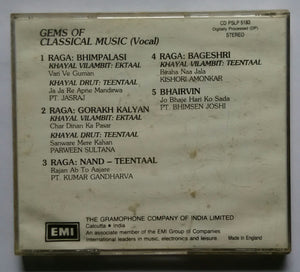 GEMS OF
CLASSICAL MUSIC (Vocal)
CD PSLP 5183
Digitally Processed (DP)
STEREO
1 RAGA: BHIMPALASI
KHAYAL VILAMBIT: EKTAAL
Vari Ve Guman
KHAYAL DRUT: TEENTAAL
Ja Ja Re Apne Mandirwa
PT. JASRAJ
2 RAGA: GORAKH KALYAN
KHAYAL VILAMBIT: EKTAAL
Char Dinan Ka Pasar
KHAYAL DRUT: TEENTAAL
Sanware Mere Kahan
PARWEEN SULTANA
3 RAGA: NAND – TEENTAAL
Rajan Ab To Aajare
PT. KUMAR GANDHARVA
4 RAGA: BAGESHRI
KHAYAL VILAMBIT: TEENTAAL
Biraha Naa Jala
KISHORI AMONKAR
5 BHAIRVIN
Jo Bhaje Hari Ko Sada
PT. BHIMSEN JOSHI
EMI
THE GRAMOPHONE COMPANY OF INDIA LIMITED
Calcutta • India
An associate member of the EMI Group of Companies
International leaders in music, electronics and leisure
Made in England